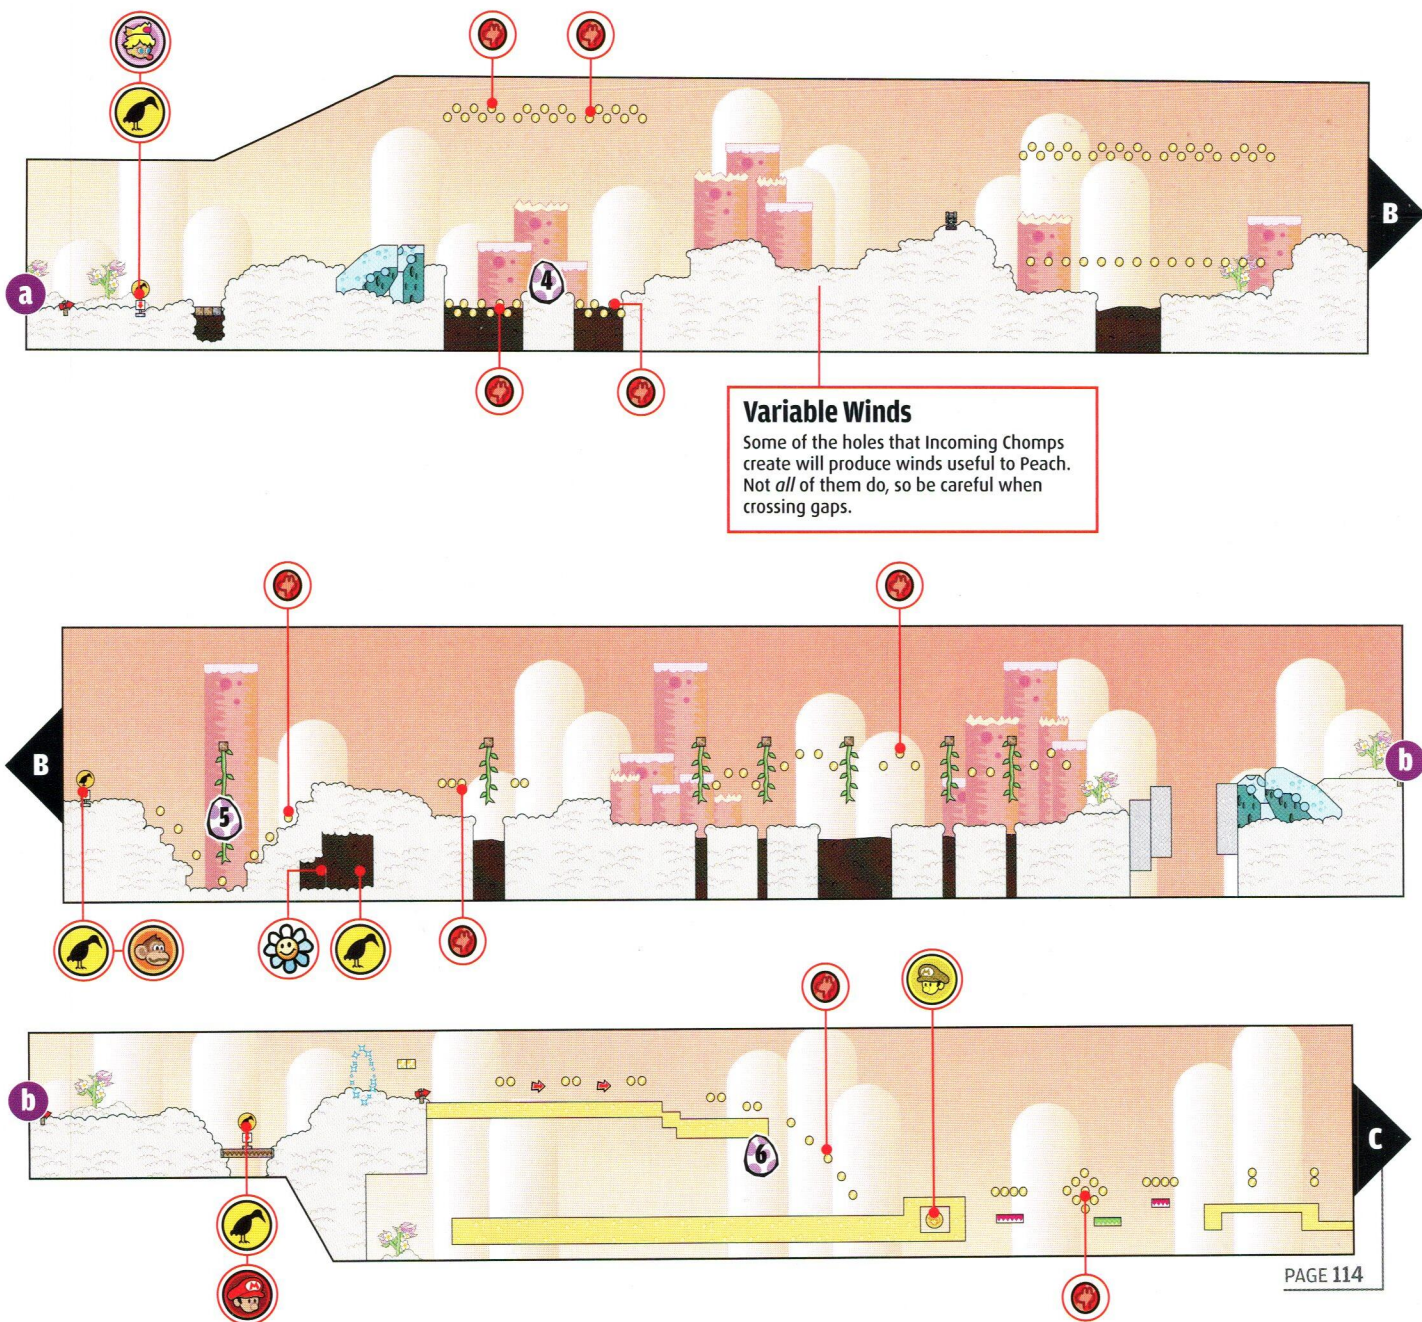 B
a
4
Variable Winds
Some of the holes that Incoming Chomps
create will produce winds useful to Peach.
Not all of them do, so be careful when
crossing gaps.
B
5
b
b
6
C
PAGE 114